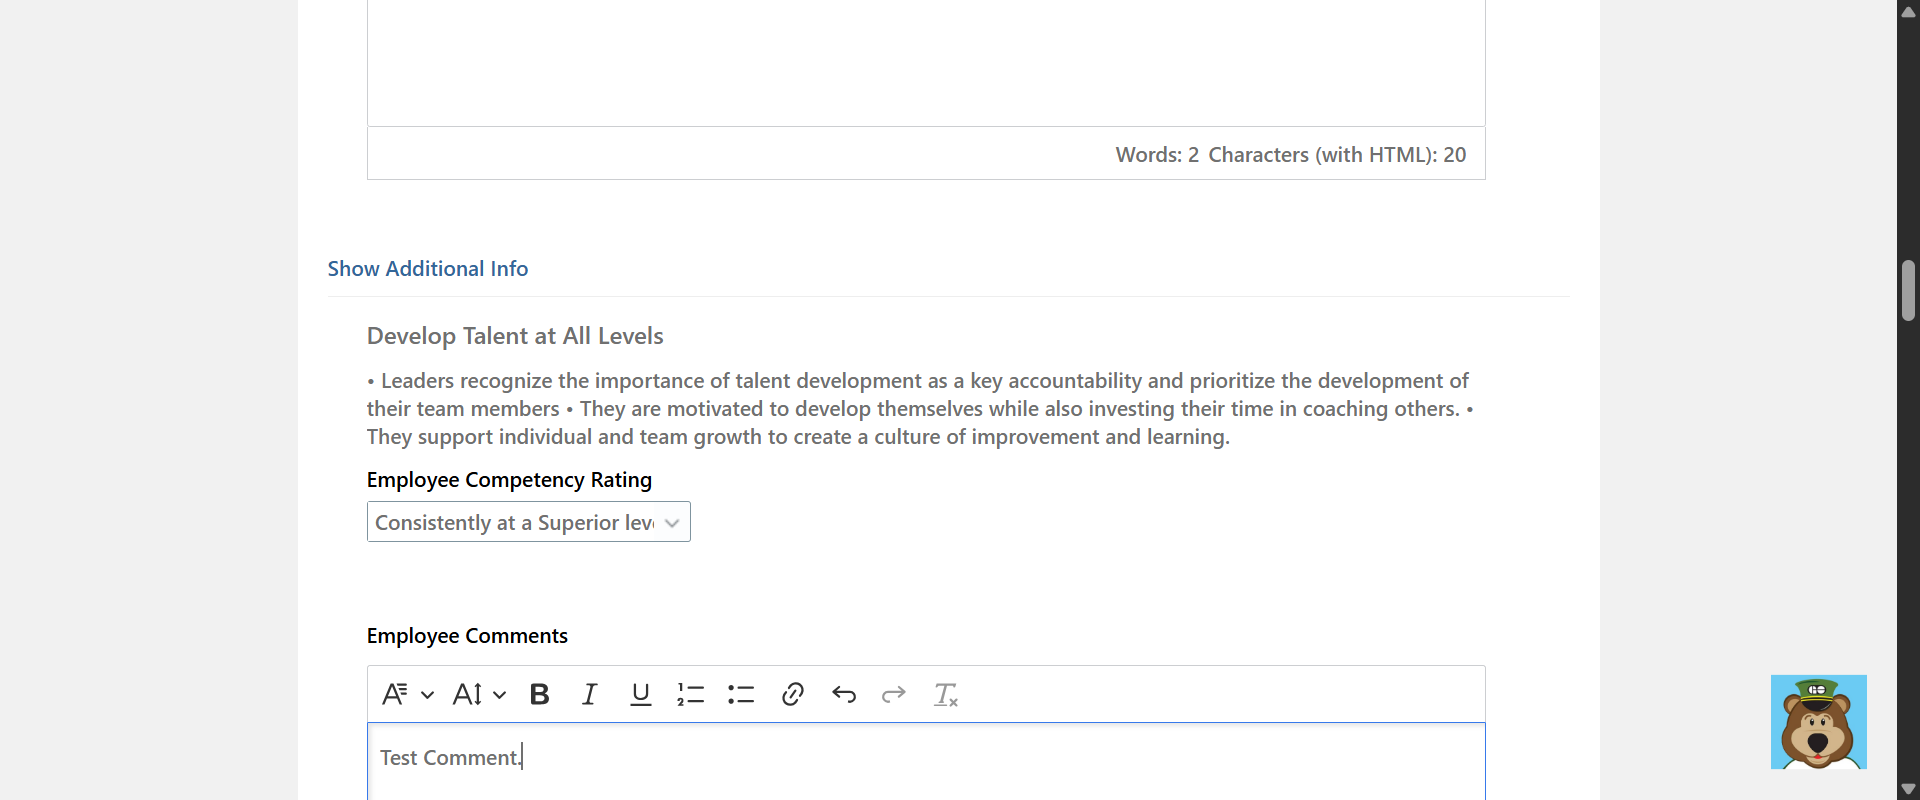 Words: 2 Characters (with HTML): 20
Show Additional Info
Develop Talent at All Levels
• Leaders recognize the importance of talent development as a key accountability and prioritize the development of
their team members • They are motivated to develop themselves while also investing their time in coaching others. •
They support individual and team growth to create a culture of improvement and learning.
Employee Competency Rating
Consistently at a Superior leve
Employee Comments
Test Comment.
GO